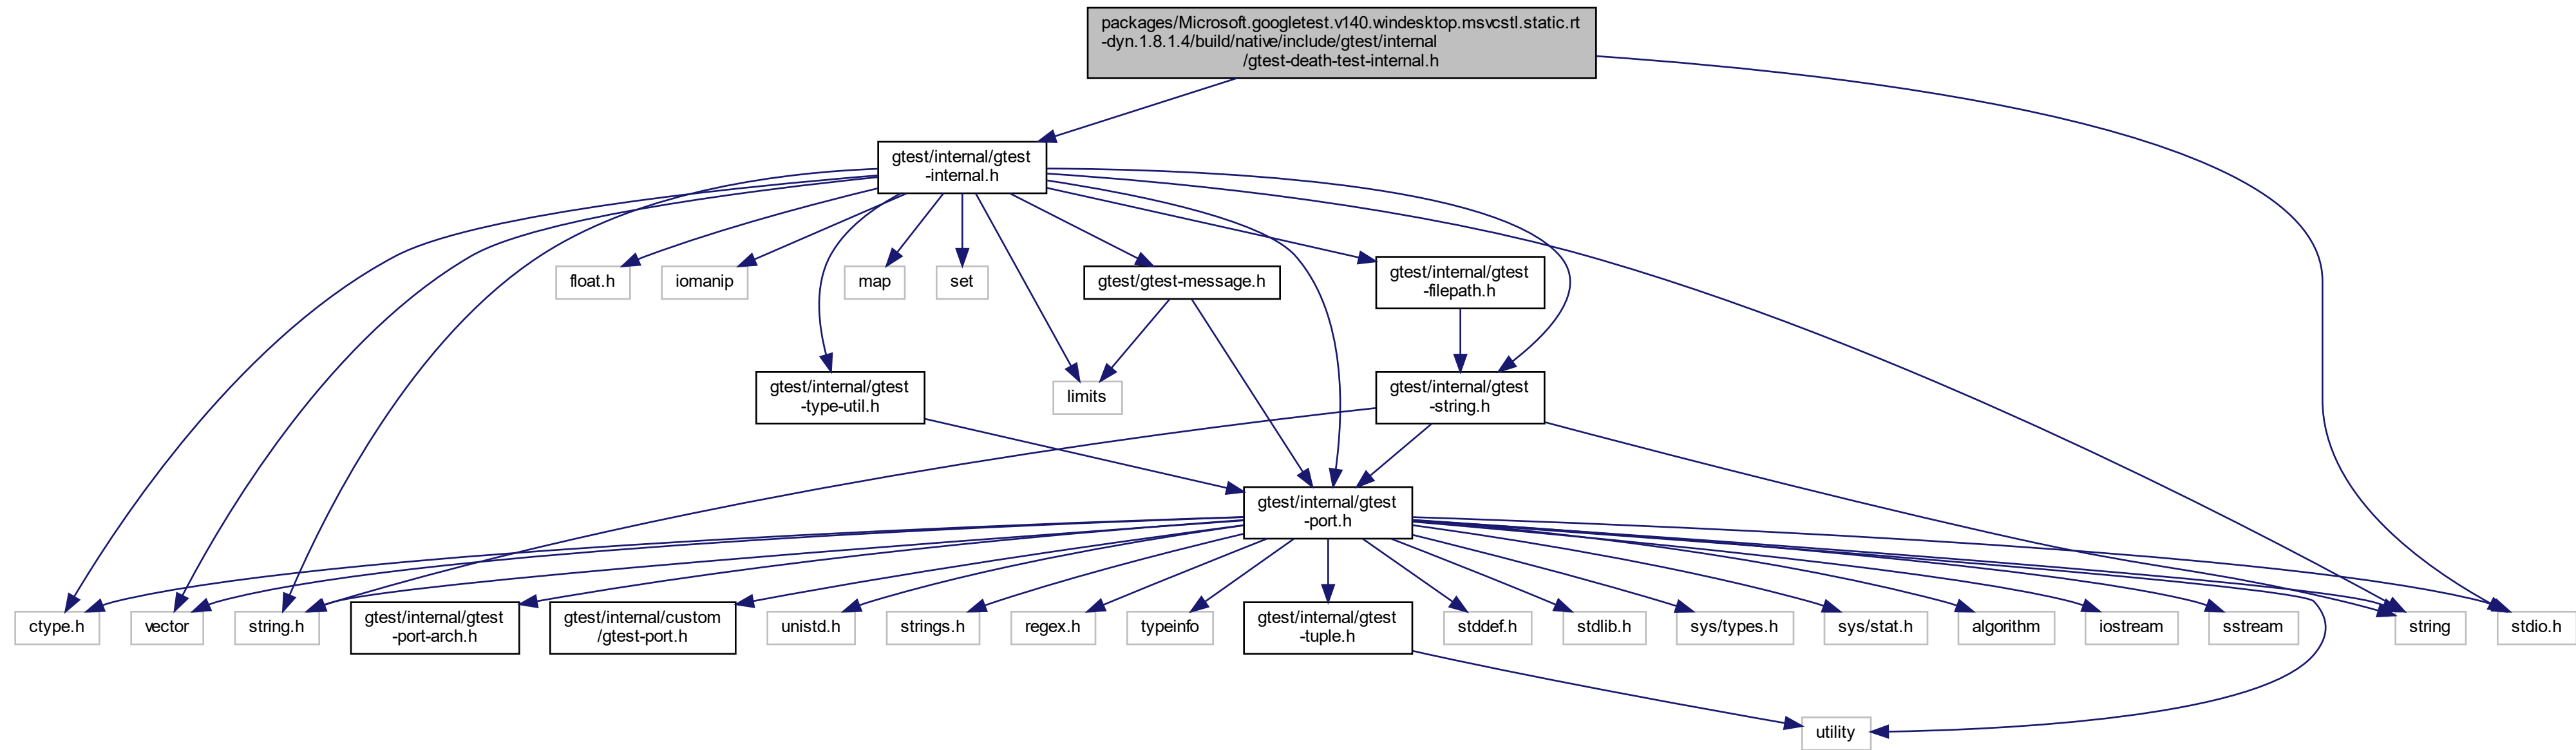 packages/Microsoft.googletest.v140.windesktop.msvcstl.static.rt
-dyn.1.8.1.4/build/native/include/gtest/internal
/gtest-death-test-internal.h
gtest/internal/gtest
-internal.h
float.h
iomanip
map
set
gtest/gtest-message.h
gtest/internal/gtest
-filepath.h
gtest/internal/gtest
-type-util.h
limits
gtest/internal/gtest
-string.h
gtest/internal/gtest
-port.h
ctype.h
vector
string.h
gtest/internal/gtest
-port-arch.h
gtest/internal/custom
/gtest-port.h
unistd.h
strings.h
regex.h
typeinfo
gtest/internal/gtest
-tuple.h
stddef.h
stdlib.h
sys/types.h
sys/stat.h
algorithm
iostream
sstream
string
stdio.h
utility